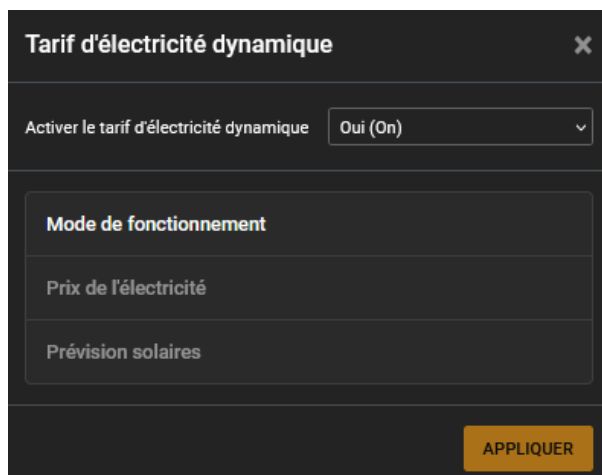 Tarif d'électricité dynamique
Activer le tarif d'électricité dynamique Oui (On)
Mode de fonctionnement
Prix de l'électricité
Prévision solaires
APPLIQUER